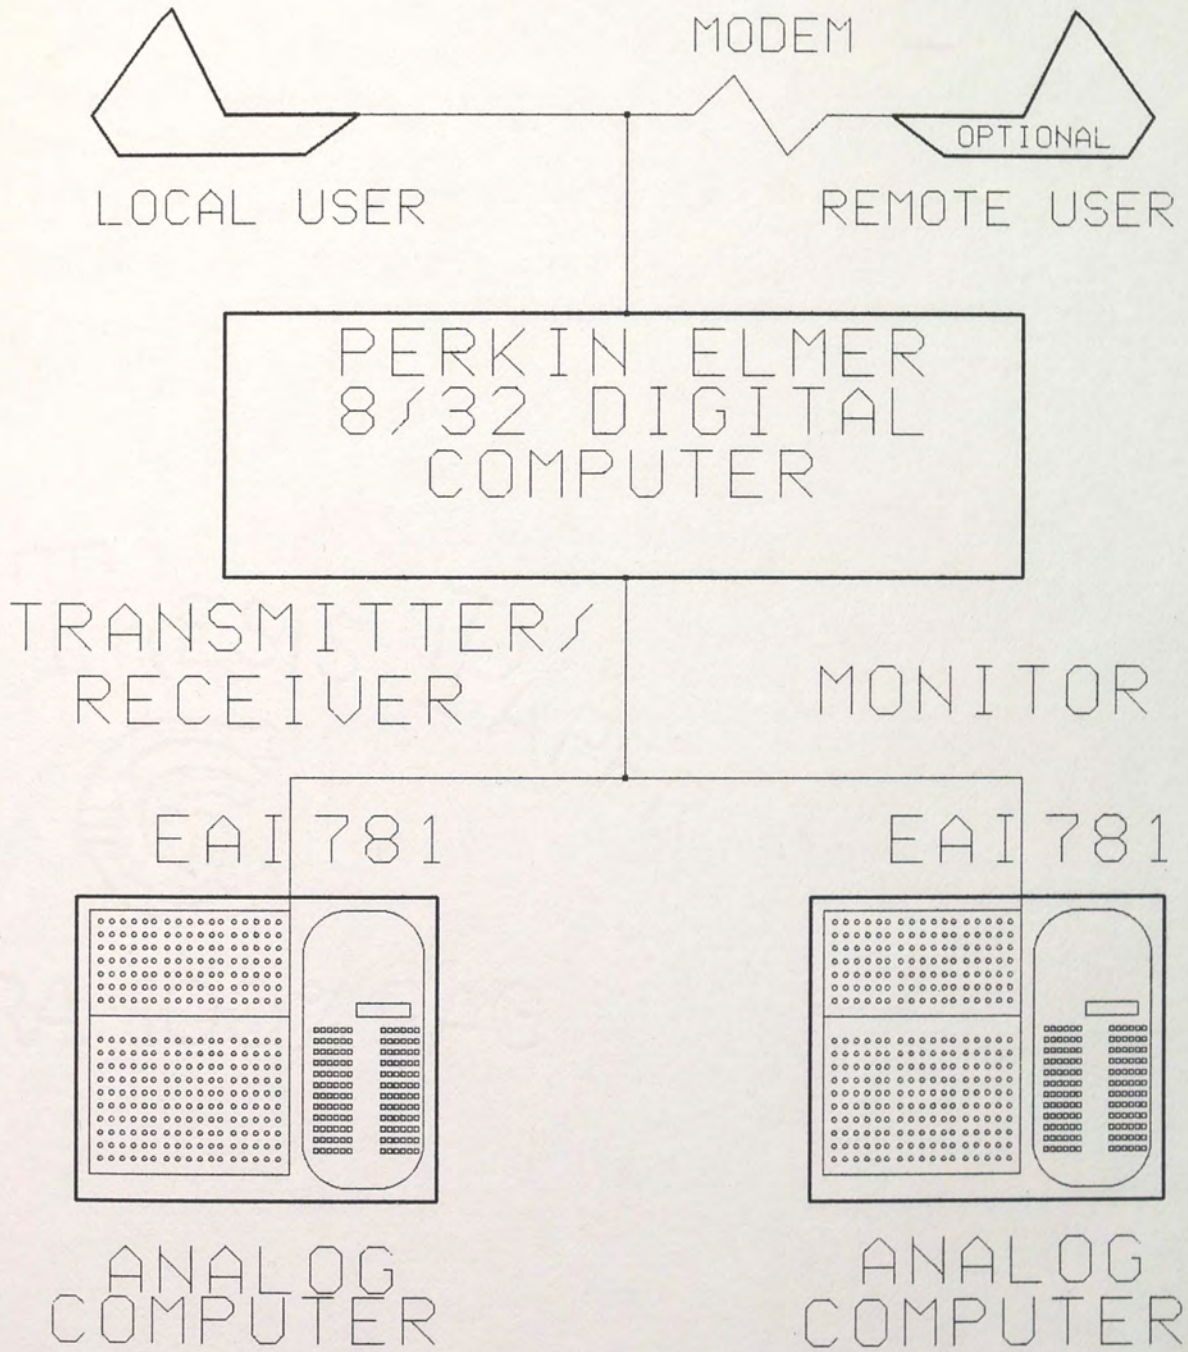 MODEM
OPTIONAL
LOCAL USER
REMOTE USER
PERKIN ELMER
8/32 DIGITAL
COMPUTER
TRANSMITTER/
RECEIVER
MONITOR
EAI 781
EAI 781
ANALOG
COMPUTER
ANALOG
COMPUTER